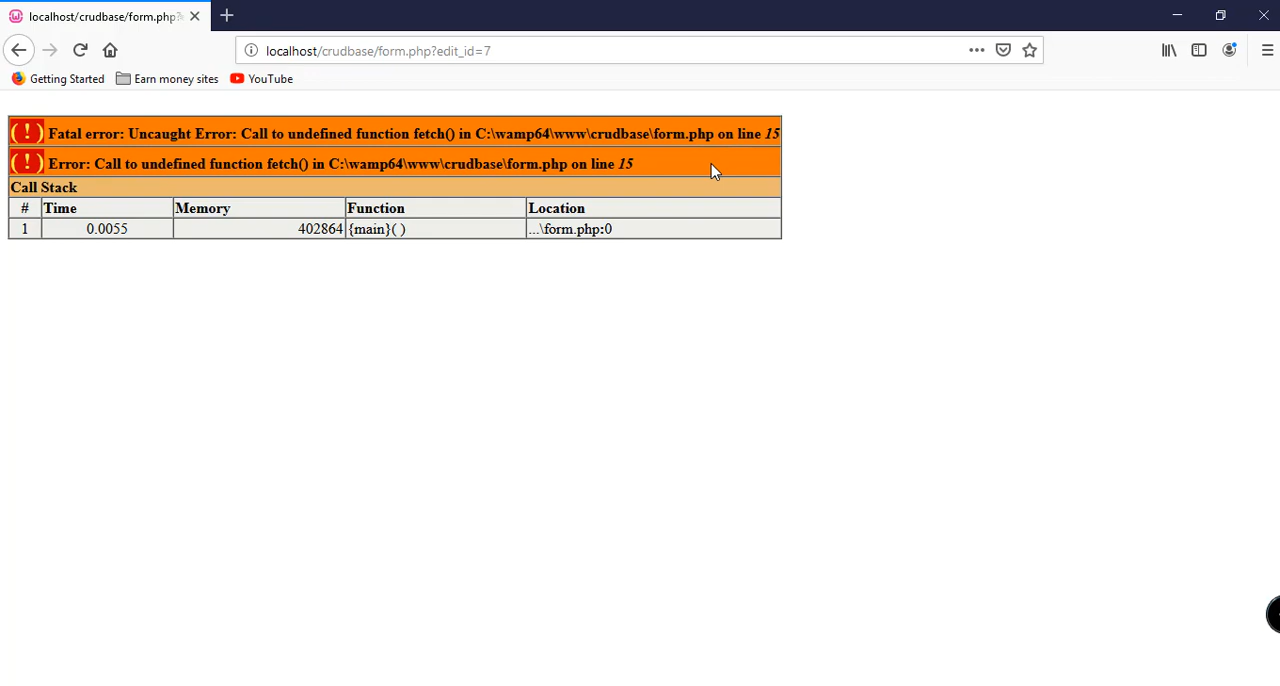 localhost/crudbase/form.php?
localhost/crudbase/form.php?edit_id=7
Getting Started
Earn money sites
YouTube
( ! ) Fatal error: Uncaught Error: Call to undefined function fetch() in C:\wamp64\www\crudbase\form.php on line 15
( ! ) Error: Call to undefined function fetch() in C:\wamp64\www\crudbase\form.php on line 15
Call Stack
# Time Memory Function Location
1 0.0055 402864 {main}( ) ...\form.php:0